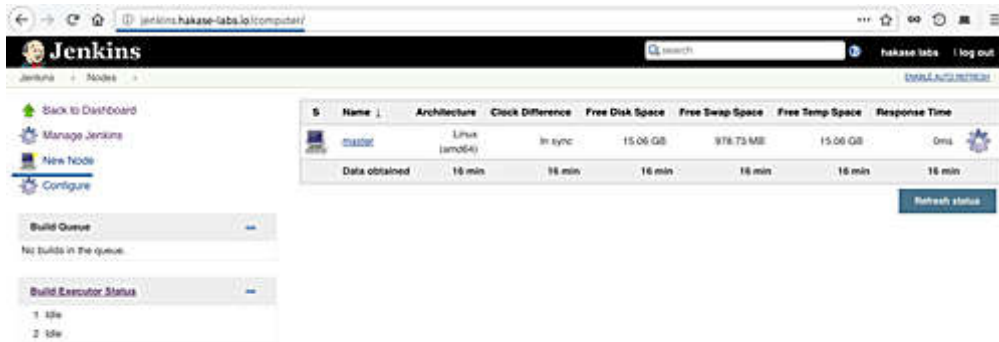 jenkins.hakase-labs.io/computer/
Jenkins
search
hakase labs | log out
Jenkins Nodes
ENABLE AUTO REFRESH
Back to Dashboard
Manage Jenkins
New Node
Configure
S Name ↓ Architecture Clock Difference Free Disk Space Free Swap Space Free Temp Space Response Time
master Linux (amd64) In sync 15.06 GB 978.73 MB 15.06 GB 0ms
Data obtained 16 min 16 min 16 min 16 min 16 min 16 min
Refresh status
Build Queue
No builds in the queue.
Build Executor Status
1 Idle
2 Idle